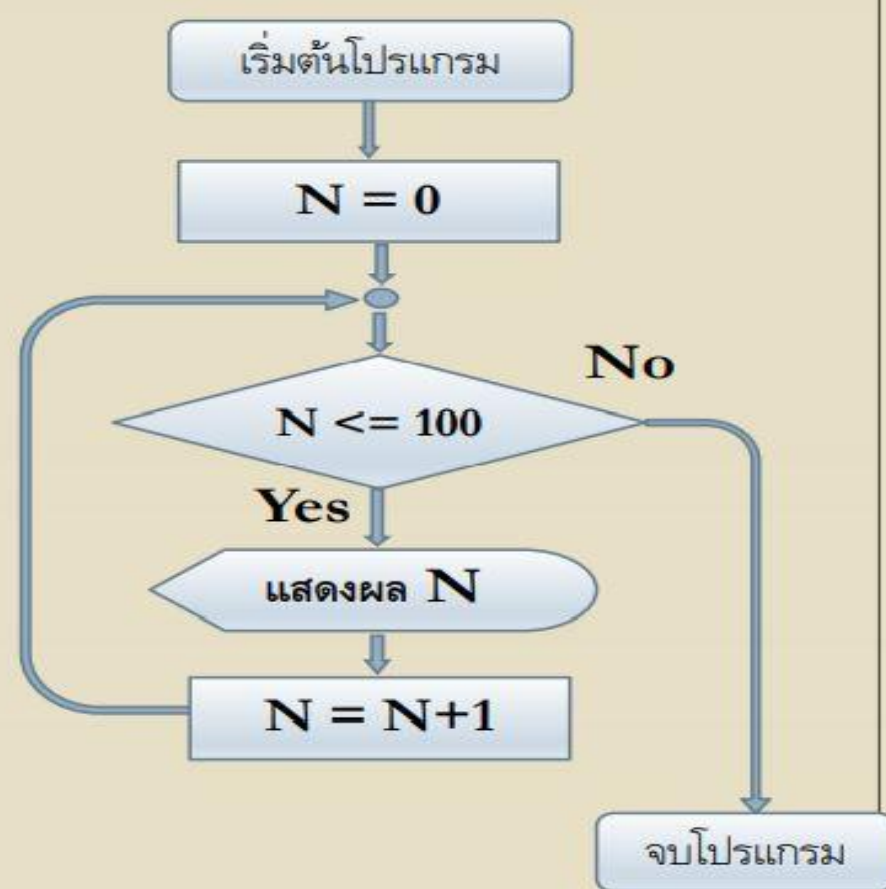 เริ่มต้นโปรแกรม
N = 0
N <= 100
No
Yes
แสดงผล N
N = N+1
จบโปรแกรม